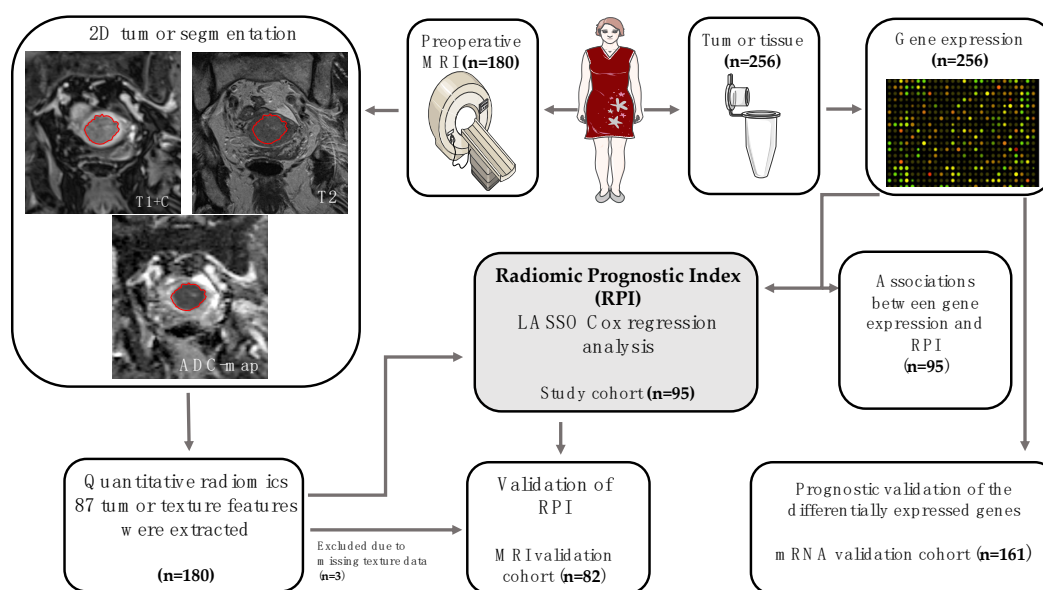 2D tumor segmentation
T1+C
T2
ADC-map
Preoperative
MRI (n=180)
Tumor tissue
(n=256)
Gene expression
(n=256)
Radiomic Prognostic Index
(RPI)
LASSO Cox regression
analysis
Study cohort (n=95)
Associations
between gene
expression and
RPI
(n=95)
Quantitative radiomics
87 tumor texture features
were extracted
(n=180)
Excluded due to
missing texture data
(n=3)
Validation of
RPI
MRI validation
cohort (n=82)
Prognostic validation of the
differentially expressed genes
mRNA validation cohort (n=161)